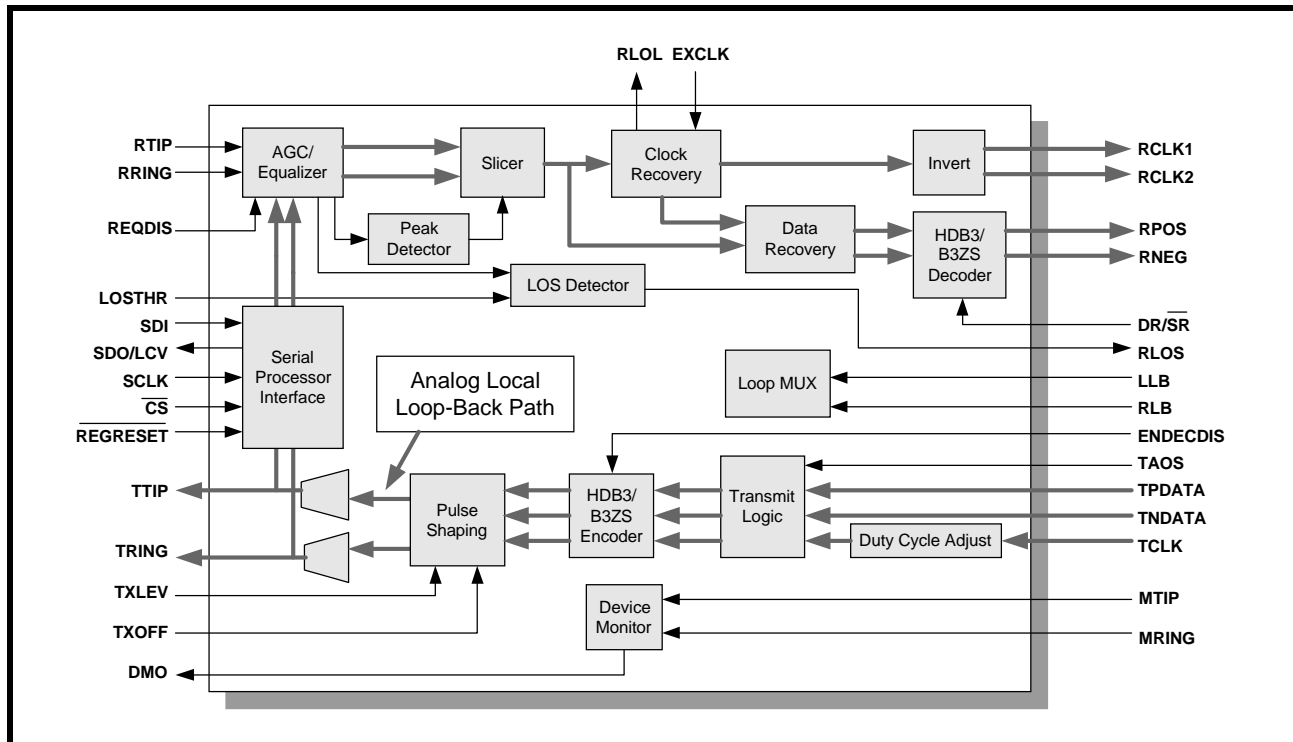 RLOL EXCLK
RTIP
RRING
REQDIS
AGC/
Equalizer
Slicer
Clock
Recovery
Invert
RCLK1
RCLK2
Peak
Detector
Data
Recovery
HDB3/
B3ZS
Decoder
RPOS
RNEG
LOSTHR
LOS Detector
SDI
SDO/LCV
SCLK
CS
REGRESET
Serial
Processor
Interface
Analog Local
Loop-Back Path
Loop MUX
DR/SR
RLOS
LLB
RLB
ENDECDIS
TAOS
TPDATA
TNDATA
TCLK
TTIP
TRING
TXLEV
TXOFF
DMO
Pulse
Shaping
HDB3/
B3ZS
Encoder
Transmit
Logic
Duty Cycle Adjust
Device
Monitor
MTIP
MRING